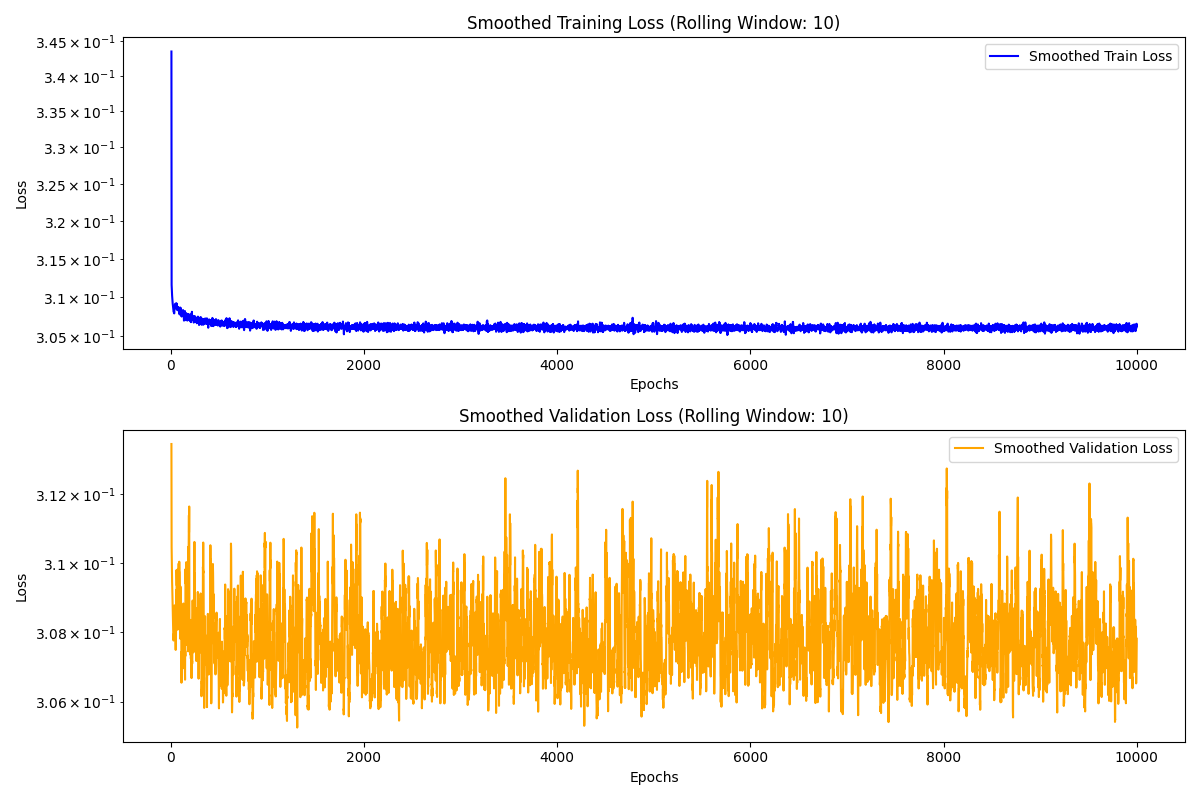 Smoothed Training Loss (Rolling Window: 10)
Smoothed Train Loss
3.45 × 10⁻¹
3.4 × 10⁻¹
3.35 × 10⁻¹
3.3 × 10⁻¹
3.25 × 10⁻¹
3.2 × 10⁻¹
3.15 × 10⁻¹
3.1 × 10⁻¹
3.05 × 10⁻¹
Loss
0 2000 4000 6000 8000 10000
Epochs
Smoothed Validation Loss (Rolling Window: 10)
Smoothed Validation Loss
3.12 × 10⁻¹
3.1 × 10⁻¹
3.08 × 10⁻¹
3.06 × 10⁻¹
Loss
0 2000 4000 6000 8000 10000
Epochs